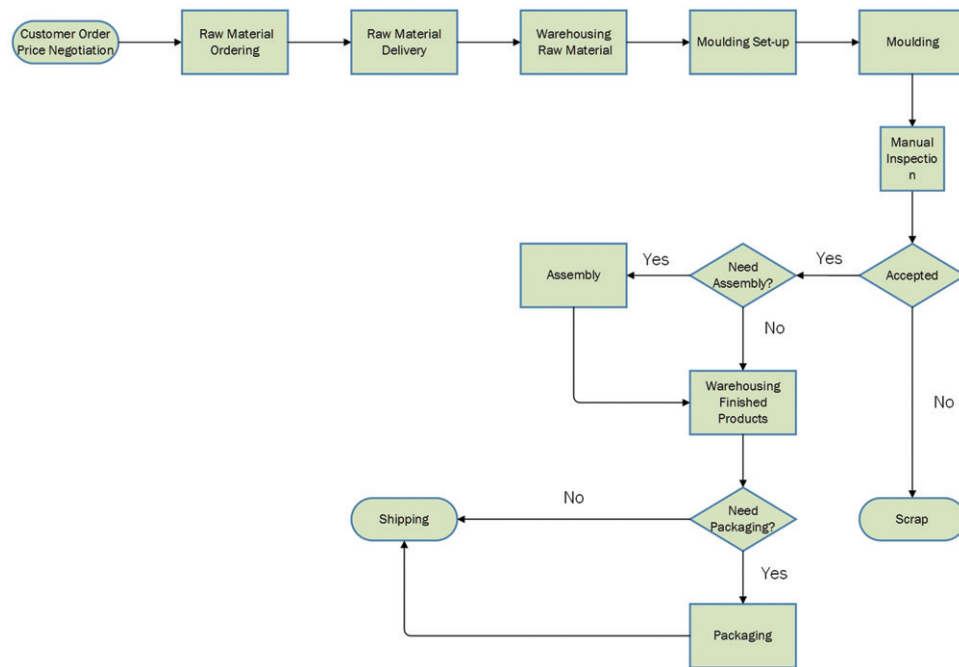 Customer Order
Price Negotiation
Raw Material
Ordering
Raw Material
Delivery
Warehousing
Raw Material
Moulding Set-up
Moulding
Manual
Inspectio
n
Accepted
Yes
Need
Assembly?
Yes
Assembly
No
Warehousing
Finished
Products
No
Need
Packaging?
No
Shipping
Scrap
Yes
Packaging